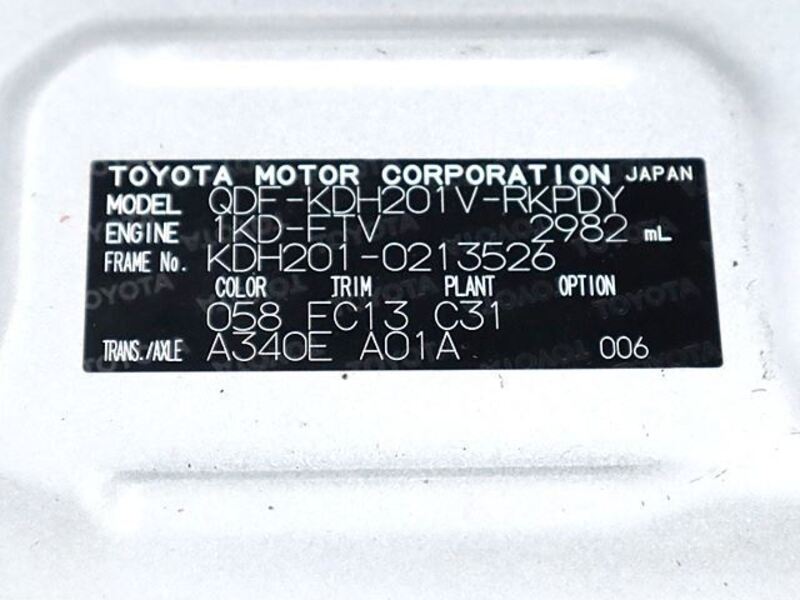 TOYOTA MOTOR CORPORATION JAPAN
MODEL QDF-KDH201V-RKPDY
ENGINE 1KD-FTV 2982 mL
FRAME No. KDH201-0213526
COLOR TRIM PLANT OPTION
058 FC13 C31
TRANS./AXLE A340E A01A 006